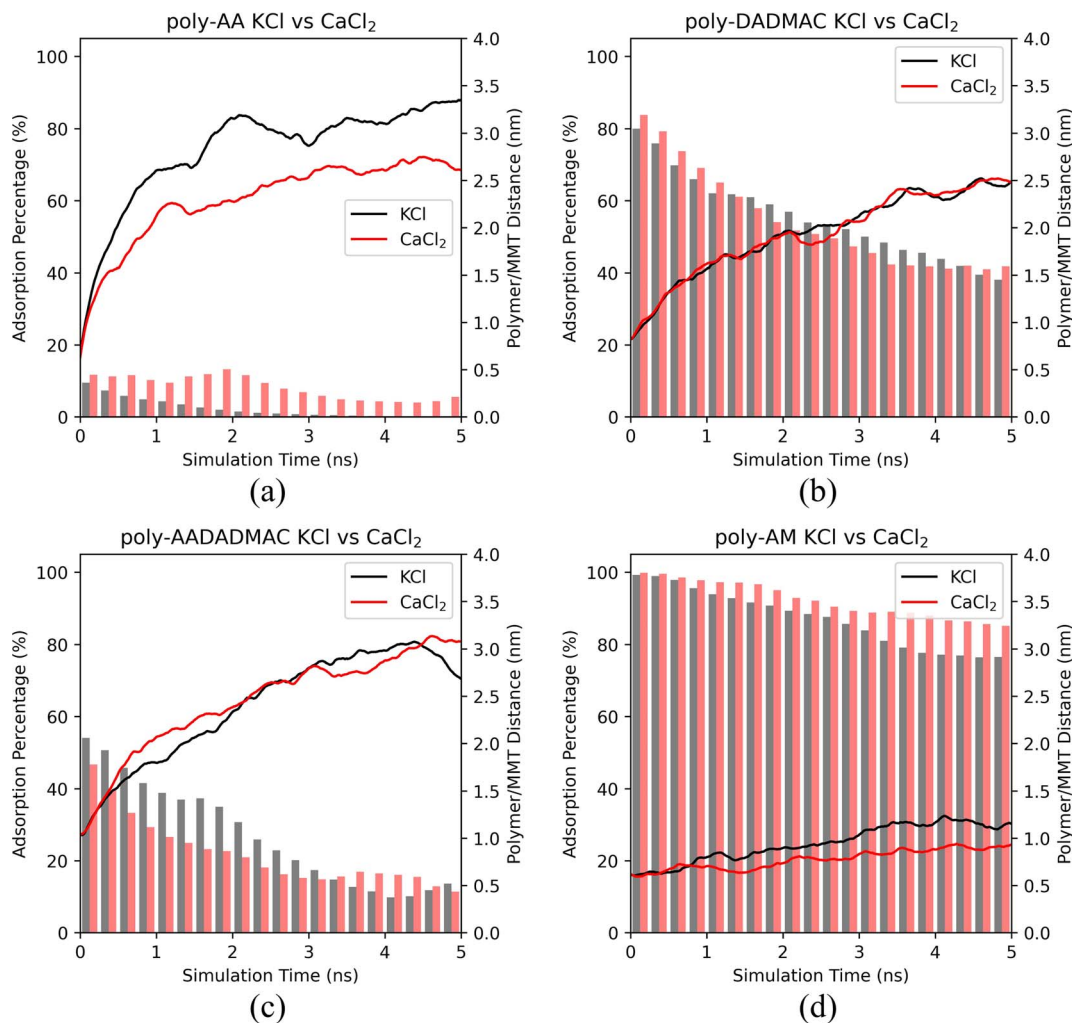 poly-AA KCl vs CaCl₂
Adsorption Percentage (%)
100
80
60
40
20
0
4.0
3.5
3.0
2.5
2.0
1.5
1.0
0.5
0.0
Polymer/MMT Distance (nm)
KCl
CaCl₂
0 1 2 3 4 5
Simulation Time (ns)
(a)
poly-DADMAC KCl vs CaCl₂
Adsorption Percentage (%)
100
80
60
40
20
0
4.0
3.5
3.0
2.5
2.0
1.5
1.0
0.5
0.0
Polymer/MMT Distance (nm)
KCl
CaCl₂
0 1 2 3 4 5
Simulation Time (ns)
(b)
poly-AADADMAC KCl vs CaCl₂
Adsorption Percentage (%)
100
80
60
40
20
0
4.0
3.5
3.0
2.5
2.0
1.5
1.0
0.5
0.0
Polymer/MMT Distance (nm)
KCl
CaCl₂
0 1 2 3 4 5
Simulation Time (ns)
(c)
poly-AM KCl vs CaCl₂
Adsorption Percentage (%)
100
80
60
40
20
0
4.0
3.5
3.0
2.5
2.0
1.5
1.0
0.5
0.0
Polymer/MMT Distance (nm)
KCl
CaCl₂
0 1 2 3 4 5
Simulation Time (ns)
(d)